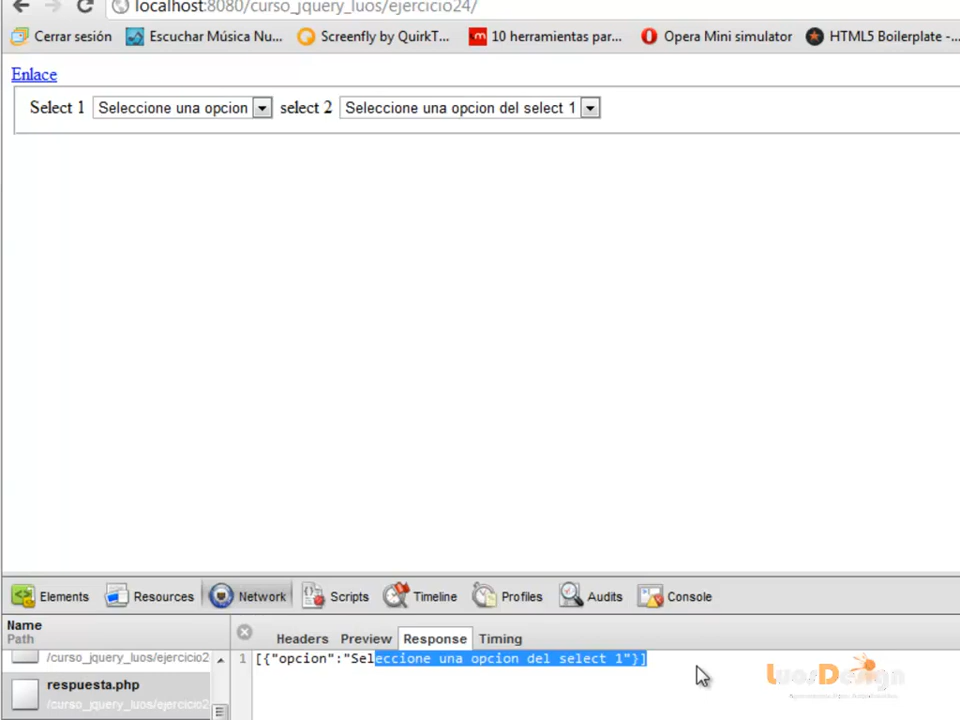 localhost:8080/curso_jquery_luos/ejercicio24/
Cerrar sesión Escuchar Música Nu... Screenfly by QuirkT... 10 herramientas par... Opera Mini simulator HTML5 Boilerplate -...
Enlace
Select 1 Seleccione una opcion select 2 Seleccione una opcion del select 1
Elements Resources Network Scripts Timeline Profiles Audits Console
Name
Path
Headers Preview Response Timing
/curso_jquery_luos/ejercicio2
1 [{"opcion":"Seleccione una opcion del select 1"}]
respuesta.php
/curso_jquery_luos/ejercicio2
LuosDesign